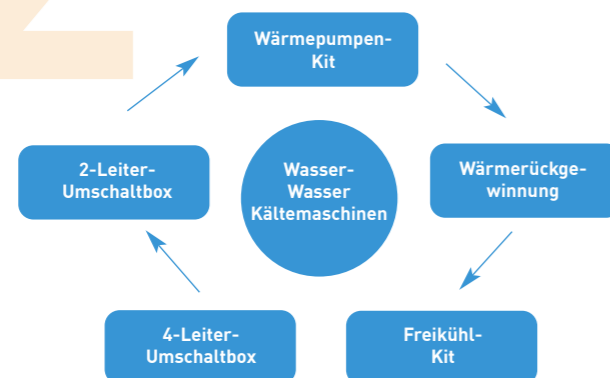 Wärmepumpen-
Kit
2-Leiter-
Umschaltbox
Wasser-
Wasser
Kältemaschinen
Wärmerückge-
winnung
4-Leiter-
Umschaltbox
Freikühl-
Kit